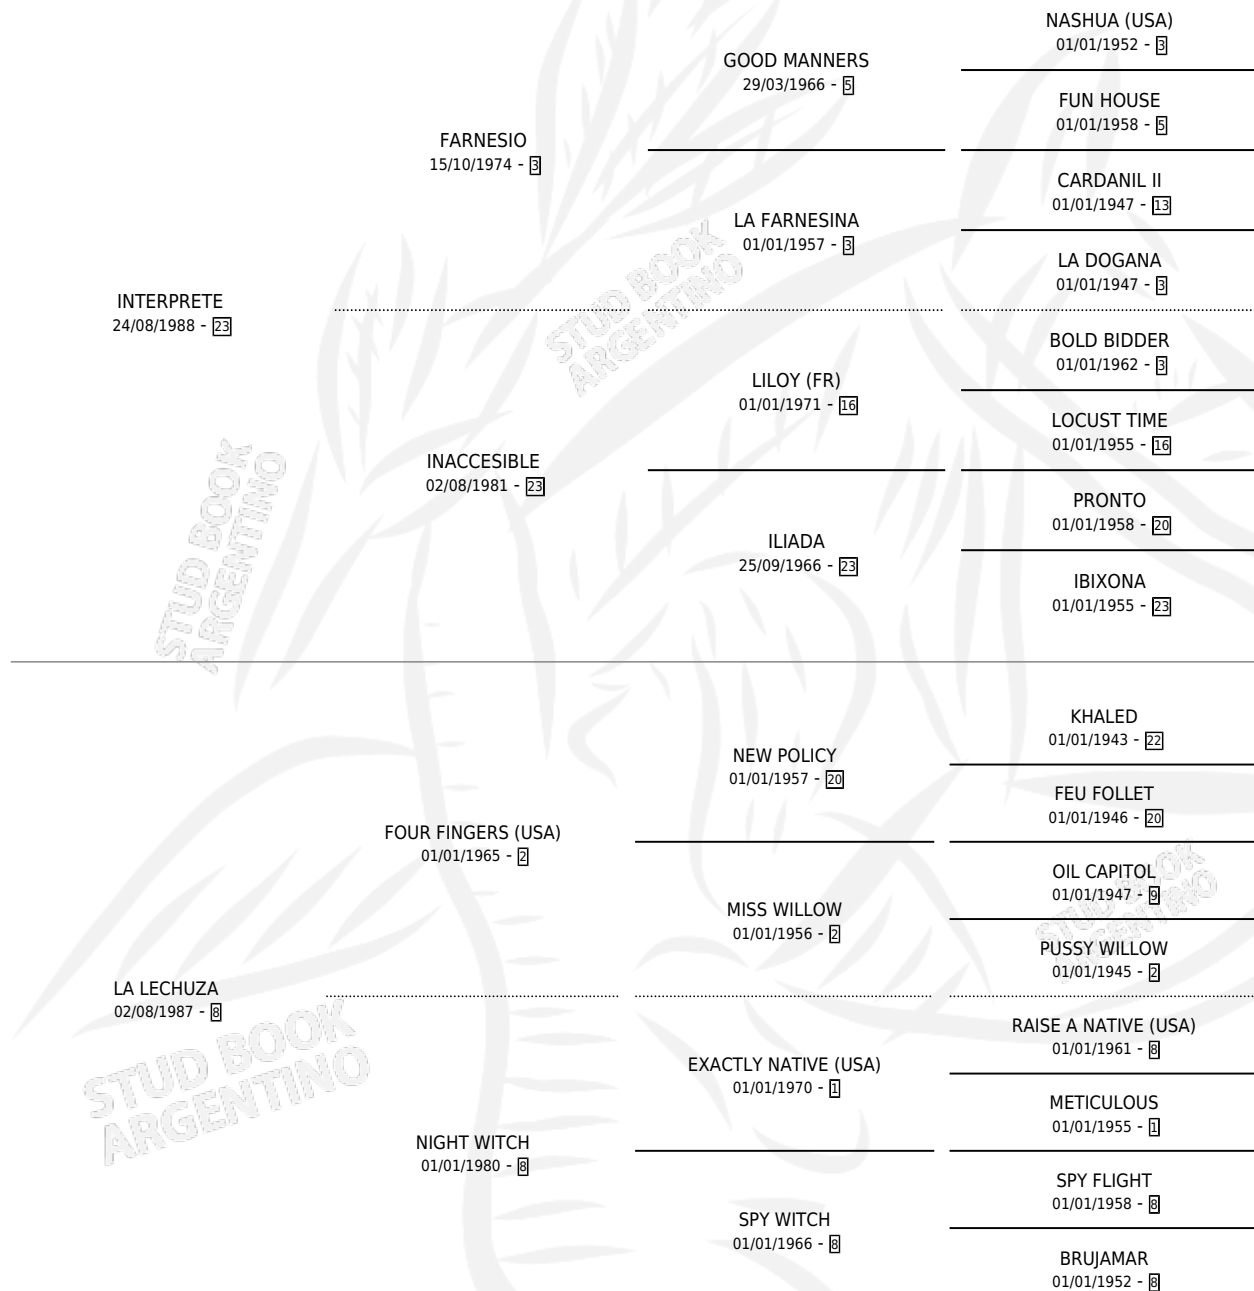 NASHUA (USA)
01/01/1952 - 3
GOOD MANNERS
29/03/1966 - 5
FUN HOUSE
01/01/1958 - 5
FARNESIO
15/10/1974 - 3
CARDANIL II
01/01/1947 - 13
LA FARNESINA
01/01/1957 - 3
LA DOGANA
01/01/1947 - 3
INTERPRETE
24/08/1988 - 23
BOLD BIDDER
01/01/1962 - 3
LILOY (FR)
01/01/1971 - 16
LOCUST TIME
01/01/1955 - 16
INACCESIBLE
02/08/1981 - 23
PRONTO
01/01/1958 - 20
ILIADA
25/09/1966 - 23
IBIXONA
01/01/1955 - 23
KHALED
01/01/1943 - 22
NEW POLICY
01/01/1957 - 20
FEU FOLLET
01/01/1946 - 20
FOUR FINGERS (USA)
01/01/1965 - 2
OIL CAPITOL
01/01/1947 - 9
MISS WILLOW
01/01/1956 - 2
PUSSY WILLOW
01/01/1945 - 2
LA LECHUZA
02/08/1987 - 8
RAISE A NATIVE (USA)
01/01/1961 - 8
EXACTLY NATIVE (USA)
01/01/1970 - 1
METICULOUS
01/01/1955 - 1
NIGHT WITCH
01/01/1980 - 8
SPY FLIGHT
01/01/1958 - 8
SPY WITCH
01/01/1966 - 8
BRUJAMAR
01/01/1952 - 8
STUD BOOK
ARGENTINO
STUD BOOK
ARGENTINO
STUD BOOK
ARGENTINO
STUD BOOK
ARGENTINO